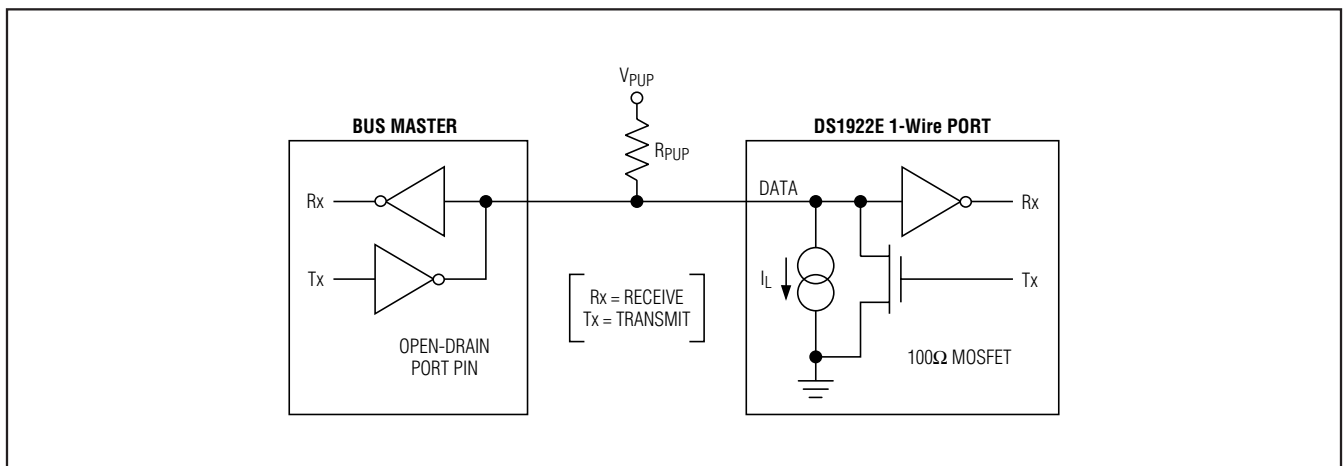 V_PUP
BUS MASTER
DS1922E 1-Wire PORT
R_PUP
DATA
Rx
Rx
Tx
Tx
I_L
Rx = RECEIVE
Tx = TRANSMIT
OPEN-DRAIN
PORT PIN
100Ω MOSFET